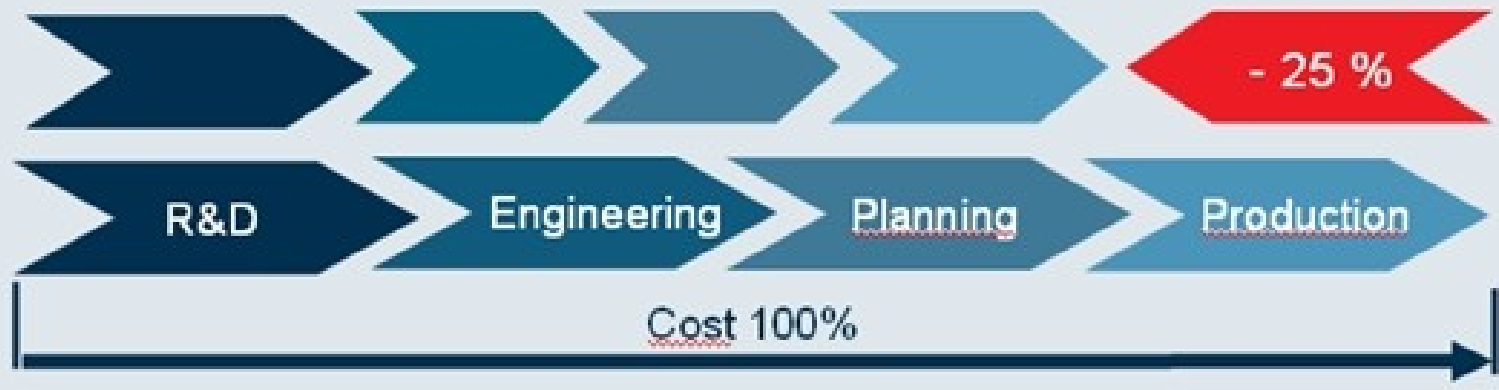 - 25 %
R&D
Engineering
Planning
Production
Cost 100%